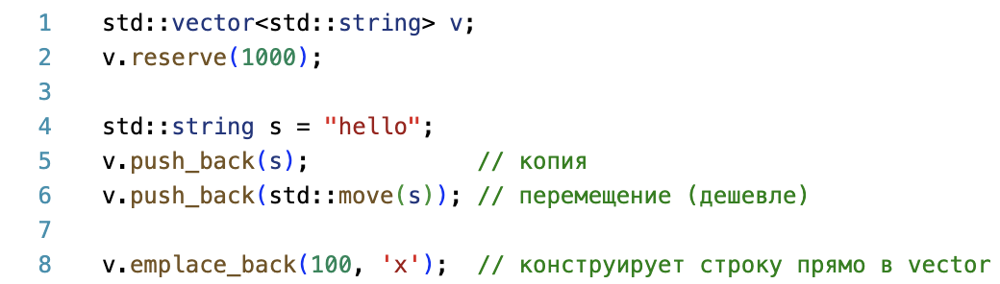 1 std::vector<std::string> v;
2 v.reserve(1000);
3
4 std::string s = "hello";
5 v.push_back(s);            // копия
6 v.push_back(std::move(s)); // перемещение (дешевле)
7
8 v.emplace_back(100, 'x');  // конструирует строку прямо в vector